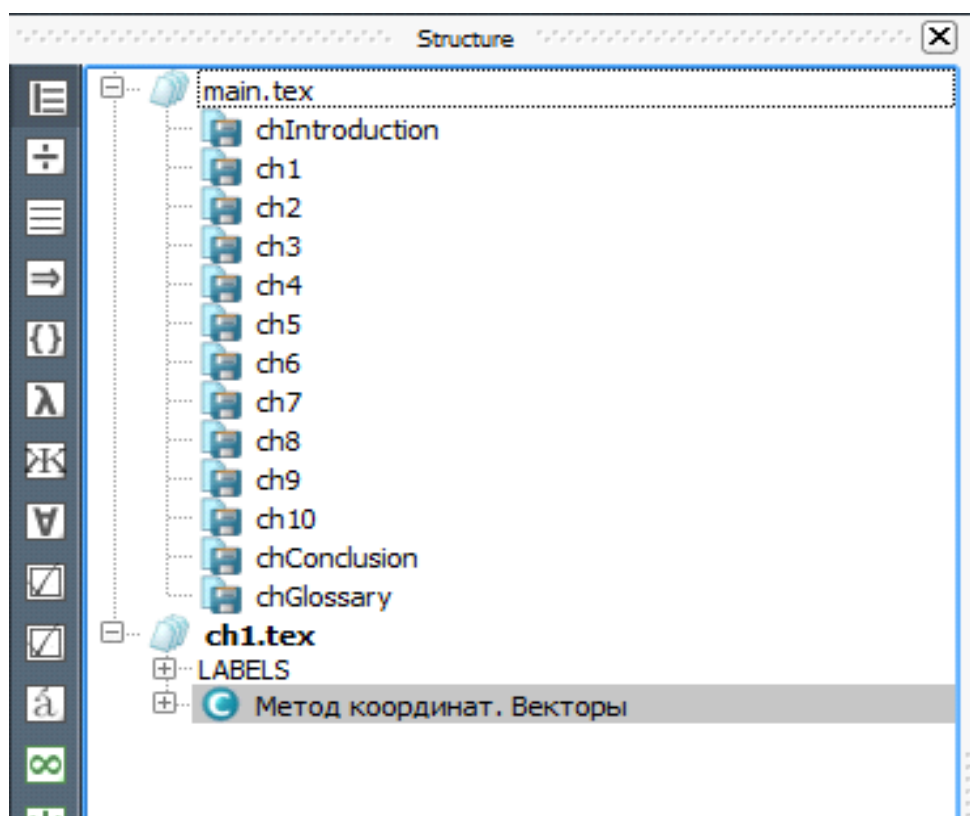 Structure
main.tex
chIntroduction
ch1
ch2
ch3
ch4
ch5
ch6
ch7
ch8
ch9
ch10
chConclusion
chGlossary
ch1.tex
LABELS
Метод координат. Векторы